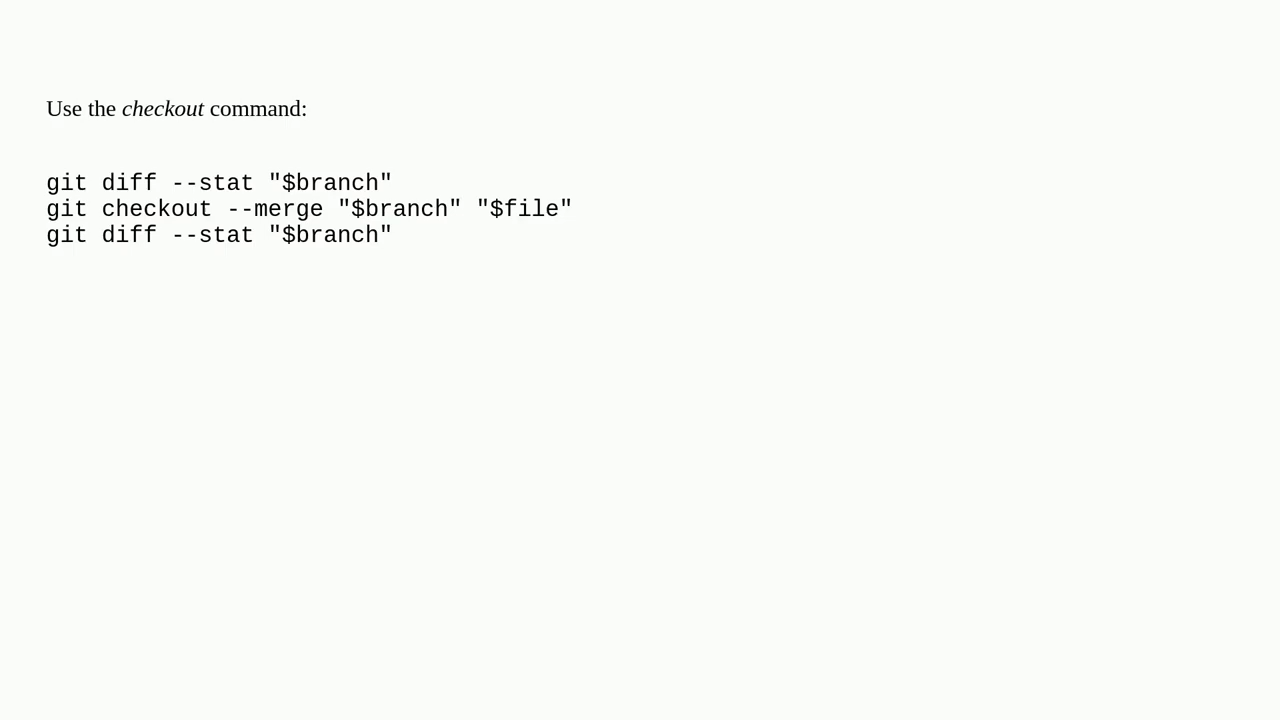 Use the checkout command:
git diff --stat "$branch"
git checkout --merge "$branch" "$file"
git diff --stat "$branch"